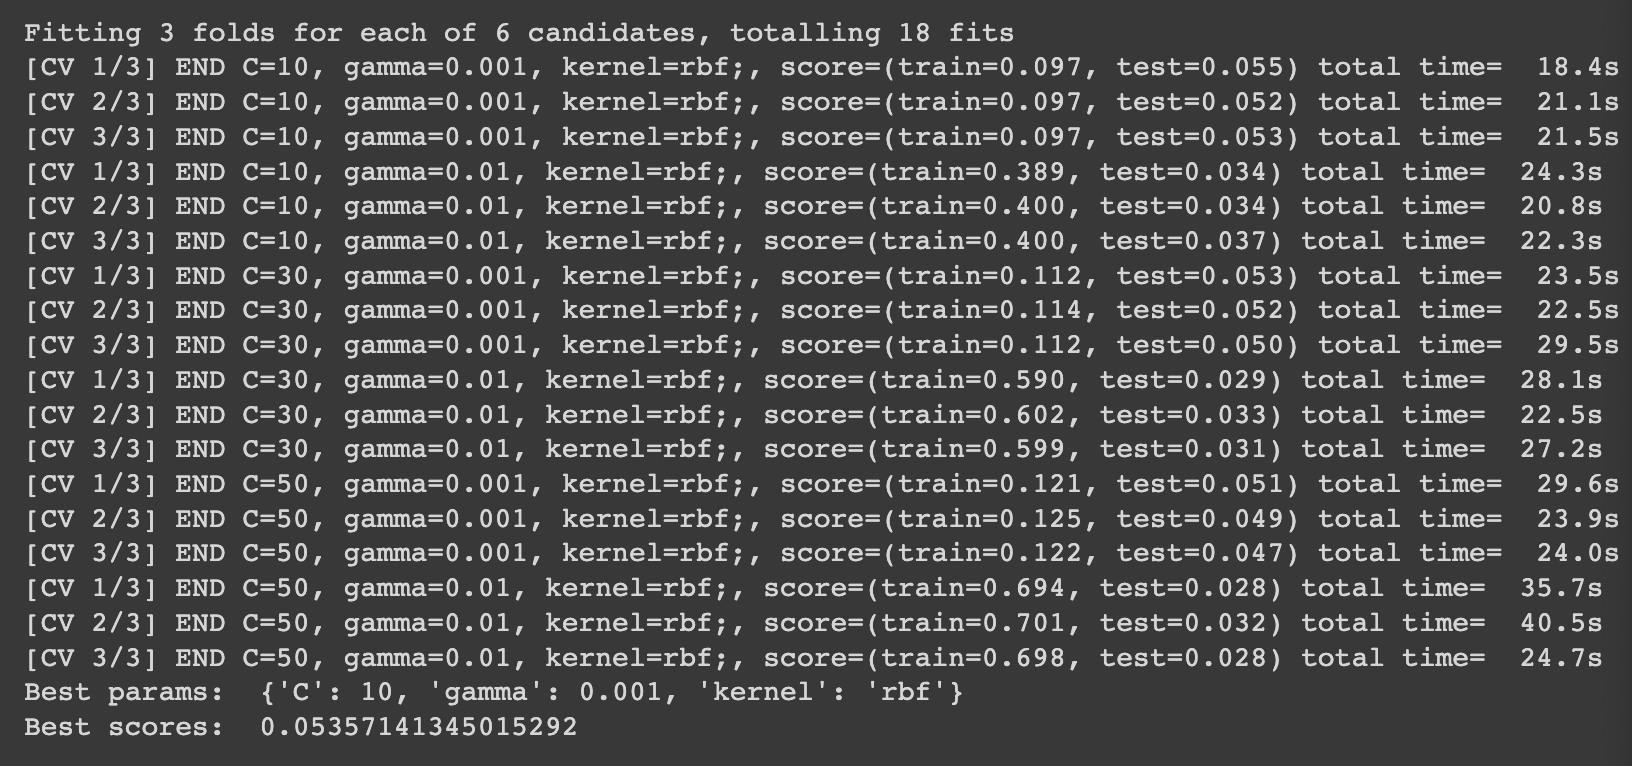 Fitting 3 folds for each of 6 candidates, totalling 18 fits
[CV 1/3] END C=10, gamma=0.001, kernel=rbf;, score=(train=0.097, test=0.055) total time=  18.4s
[CV 2/3] END C=10, gamma=0.001, kernel=rbf;, score=(train=0.097, test=0.052) total time=  21.1s
[CV 3/3] END C=10, gamma=0.001, kernel=rbf;, score=(train=0.097, test=0.053) total time=  21.5s
[CV 1/3] END C=10, gamma=0.01, kernel=rbf;, score=(train=0.389, test=0.034) total time=  24.3s
[CV 2/3] END C=10, gamma=0.01, kernel=rbf;, score=(train=0.400, test=0.034) total time=  20.8s
[CV 3/3] END C=10, gamma=0.01, kernel=rbf;, score=(train=0.400, test=0.037) total time=  22.3s
[CV 1/3] END C=30, gamma=0.001, kernel=rbf;, score=(train=0.112, test=0.053) total time=  23.5s
[CV 2/3] END C=30, gamma=0.001, kernel=rbf;, score=(train=0.114, test=0.052) total time=  22.5s
[CV 3/3] END C=30, gamma=0.001, kernel=rbf;, score=(train=0.112, test=0.050) total time=  29.5s
[CV 1/3] END C=30, gamma=0.01, kernel=rbf;, score=(train=0.590, test=0.029) total time=  28.1s
[CV 2/3] END C=30, gamma=0.01, kernel=rbf;, score=(train=0.602, test=0.033) total time=  22.5s
[CV 3/3] END C=30, gamma=0.01, kernel=rbf;, score=(train=0.599, test=0.031) total time=  27.2s
[CV 1/3] END C=50, gamma=0.001, kernel=rbf;, score=(train=0.121, test=0.051) total time=  29.6s
[CV 2/3] END C=50, gamma=0.001, kernel=rbf;, score=(train=0.125, test=0.049) total time=  23.9s
[CV 3/3] END C=50, gamma=0.001, kernel=rbf;, score=(train=0.122, test=0.047) total time=  24.0s
[CV 1/3] END C=50, gamma=0.01, kernel=rbf;, score=(train=0.694, test=0.028) total time=  35.7s
[CV 2/3] END C=50, gamma=0.01, kernel=rbf;, score=(train=0.701, test=0.032) total time=  40.5s
[CV 3/3] END C=50, gamma=0.01, kernel=rbf;, score=(train=0.698, test=0.028) total time=  24.7s
Best params:  {'C': 10, 'gamma': 0.001, 'kernel': 'rbf'}
Best scores:  0.05357141345015292